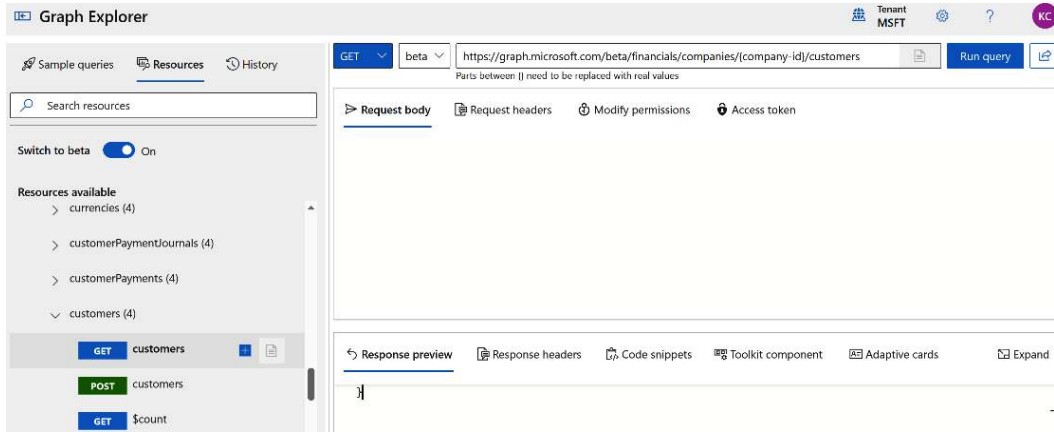 Graph Explorer
Tenant
MSFT
?
KC
Sample queries
Resources
History
Search resources
Switch to beta
On
Resources available
currencies (4)
customerPaymentJournals (4)
customerPayments (4)
customers (4)
GET customers
POST customers
GET $count
GET
beta
https://graph.microsoft.com/beta/financials/companies/{company-id}/customers
Run query
Parts between {} need to be replaced with real values
Request body
Request headers
Modify permissions
Access token
Response preview
Response headers
Code snippets
Toolkit component
Adaptive cards
Expand
}